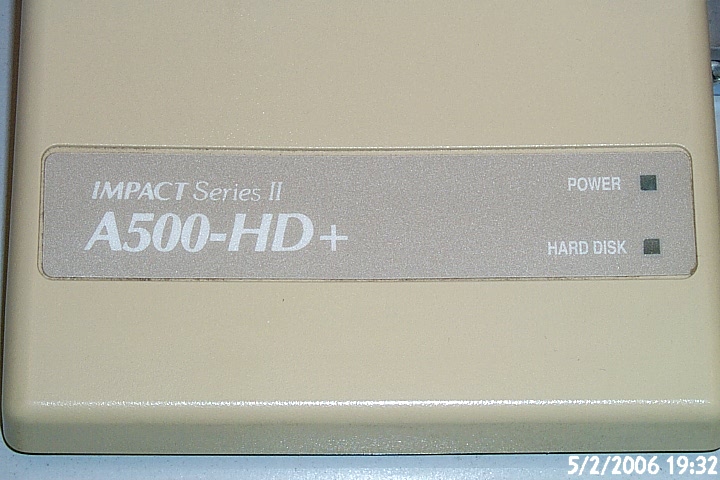 IMPACT Series II
A500-HD+
POWER
HARD DISK
5/2/2006 19:32